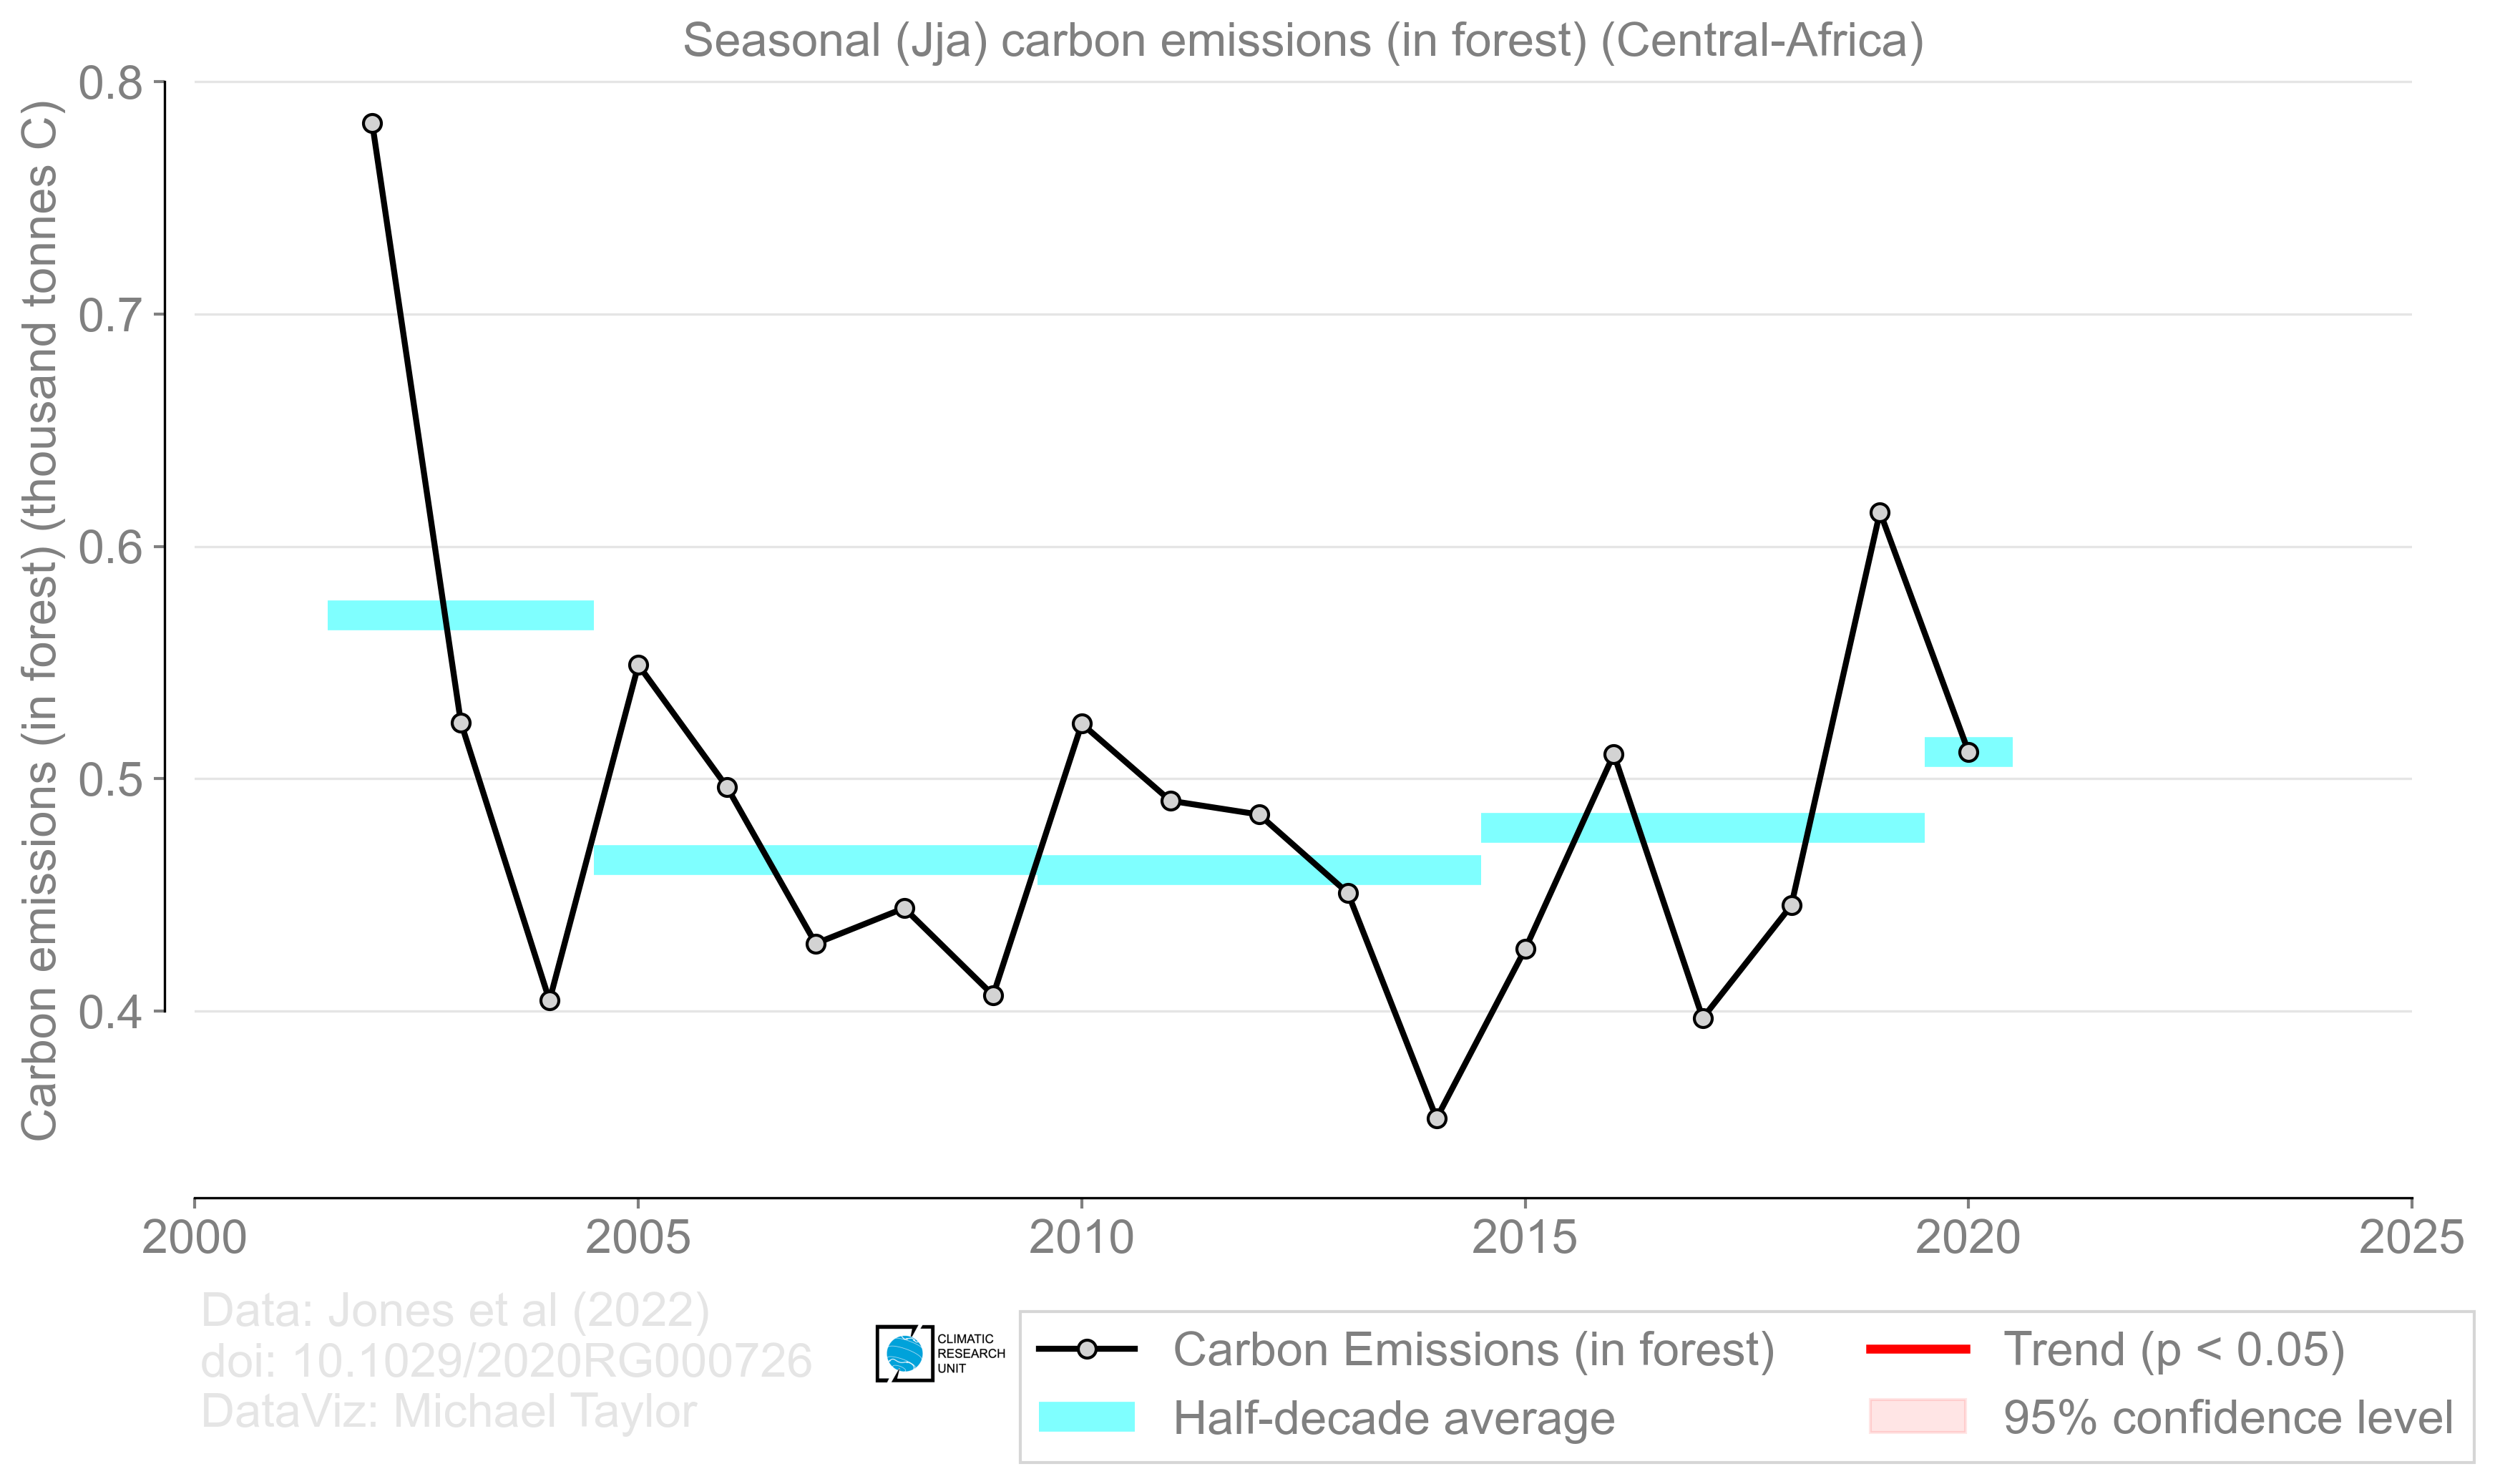 Seasonal (Jja) carbon emissions (in forest) (Central-Africa)
Carbon emissions (in forest) (thousand tonnes C)
0.8
0.7
0.6
0.5
0.4
2000
2005
2010
2015
2020
2025
Data: Jones et al (2022)
doi: 10.1029/2020RG000726
DataViz: Michael Taylor
CLIMATIC
RESEARCH
UNIT
Carbon Emissions (in forest)
Half-decade average
Trend (p < 0.05)
95% confidence level